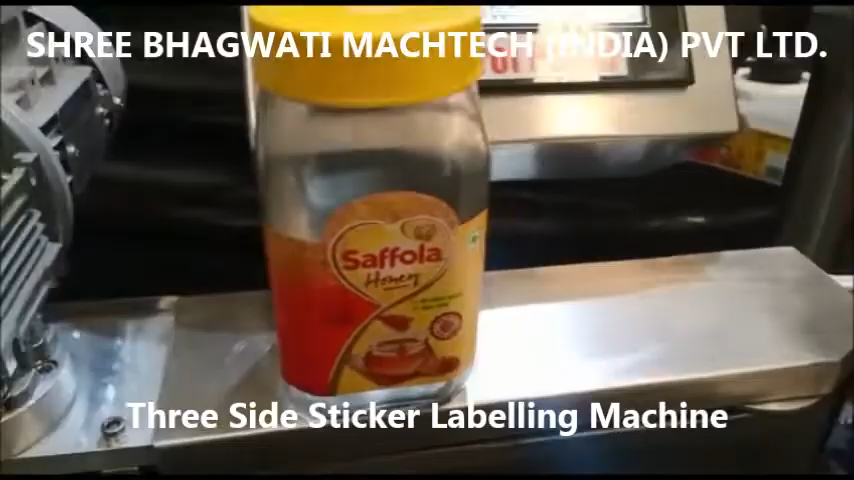 SHREE BHAGWATI MACHTECH (INDIA) PVT LTD.
Saffola
Honey
Three Side Sticker Labelling Machine